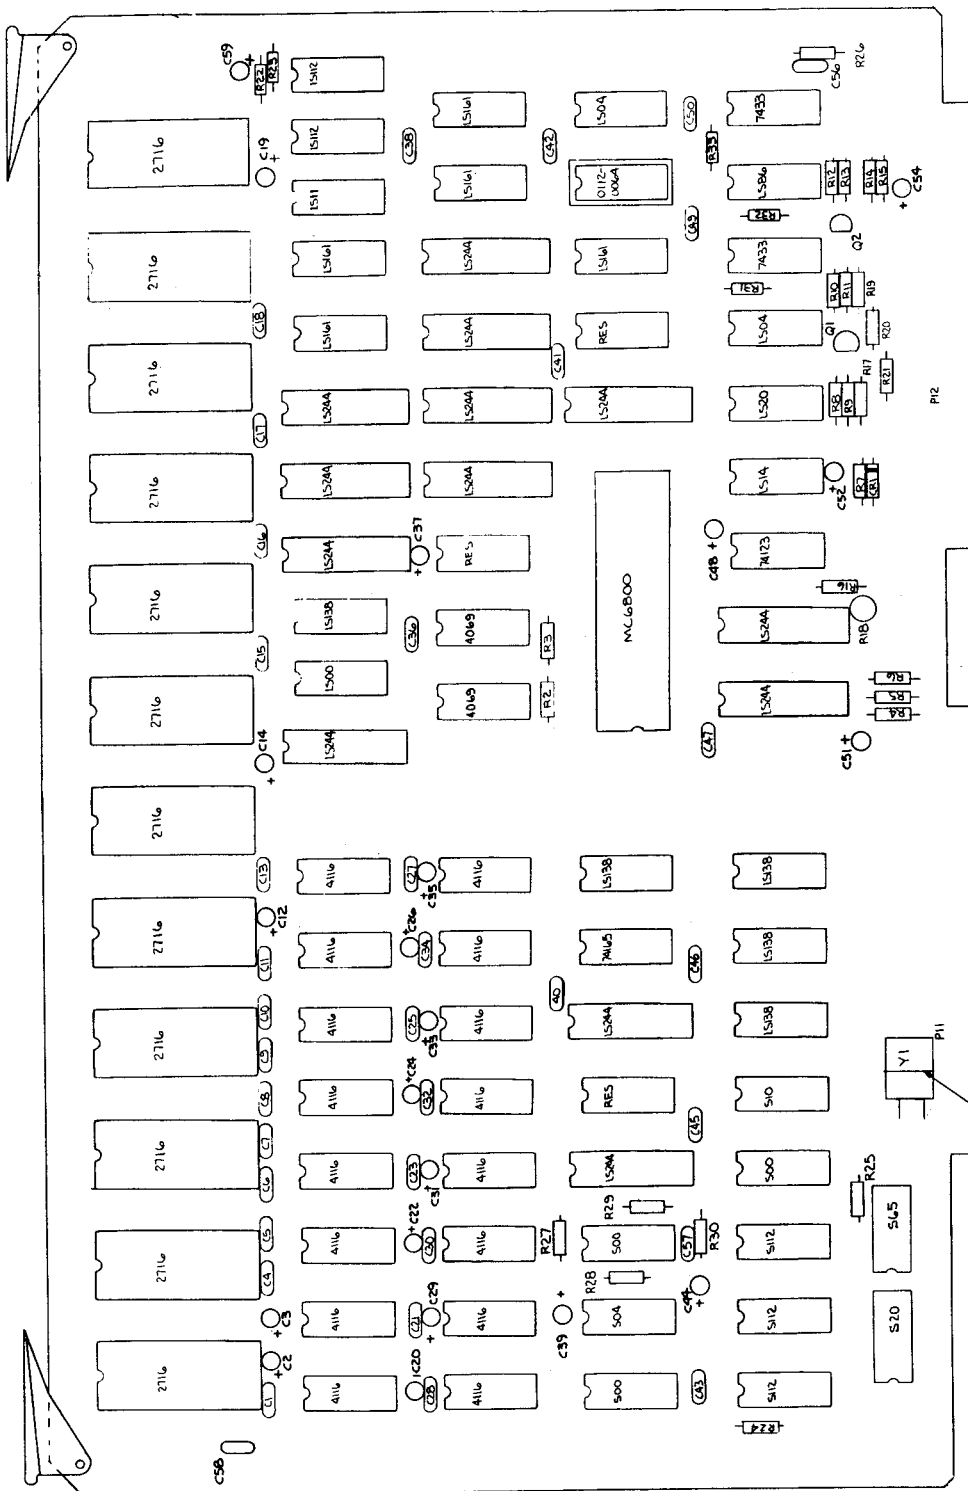 C59
R22
R23
LS112
2716
C19
LS112
C38
LS161
C42
LS04
C50
7433
C56
R26
R33
LS11
LS161
0112-
0064
LS86
R12
R13
R14
R15
C54
C49
R32
Q2
2716
LS161
LS244
LS161
7433
R31
R10
R11
R19
C18
2716
LS161
LS244
C41
RES
LS04
Q1
R20
R17
R21
C17
LS244
LS244
LS244
LS20
R8
R9
P12
2716
LS244
LS244
LS14
C52
R7
CR1
C16
LS244
C37
RES
MC6800
C48
74123
2716
LS138
C36
4069
R3
R16
LS244
R18
C15
LS00
4069
R2
LS244
R6
R5
R4
2716
C14
LS244
C47
C51
2716
C13
4116
C27
C35
4116
LS138
LS138
2716
C12
C11
4116
C26
C34
4116
74165
C46
LS138
2716
C10
C9
4116
C25
C33
4116
40
LS244
LS138
Y1
P11
C8
4116
C24
C32
4116
RES
C45
S10
2716
C7
C6
4116
C23
C31
4116
LS244
S00
R25
S65
2716
C5
C4
4116
C22
C30
4116
R27
R29
S00
C57
R30
S112
C3
4116
C21
C29
4116
C39
R28
S04
C44
S112
S20
2716
C2
C1
4116
C20
C28
4116
S00
C43
S112
R24
C58